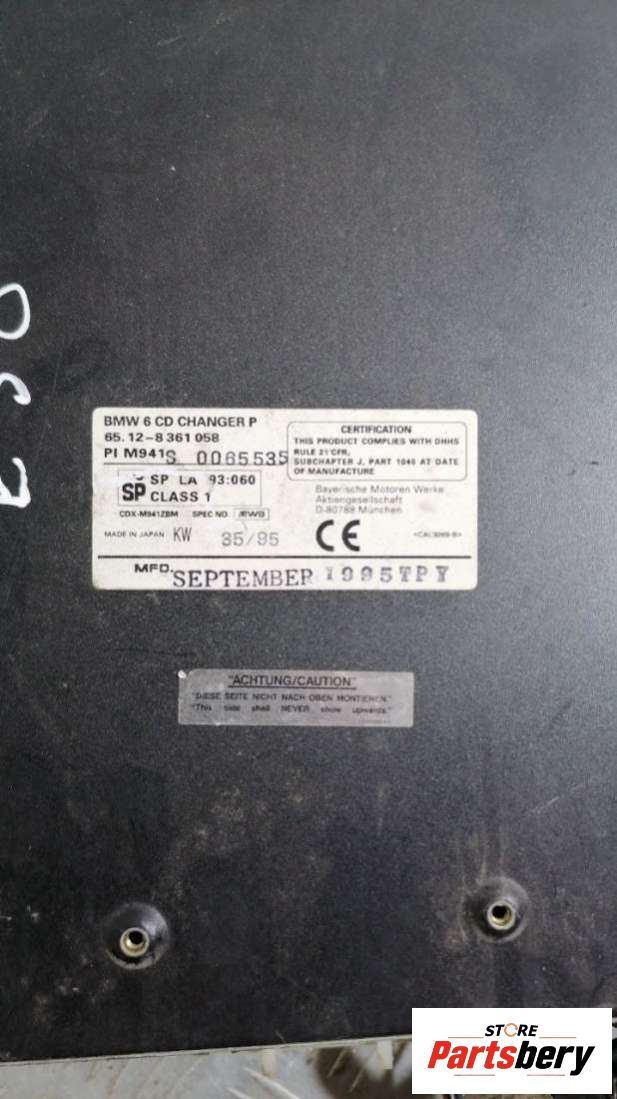 BMW 6 CD CHANGER P
65.12-8 361 058
PI M941 S 0065535
CERTIFICATION
THIS PRODUCT COMPLIES WITH DHHS
RULE 21 CFR,
SUBCHAPTER J, PART 1040 AT DATE
OF MANUFACTURE
SP SP LA 93:060
CLASS 1
Bayerische Motoren Werke
Aktiengesellschaft
D-80788 München
CDX-M941ZBM SPEC NO /EWB
MADE IN JAPAN KW 35/95 CE
MFD. SEPTEMBER 1995TPY
"ACHTUNG/CAUTION"
"DIESE SEITE NICHT NACH OBEN MONTIEREN."
"This side shall NEVER show upwards."
STORE
Partsbery